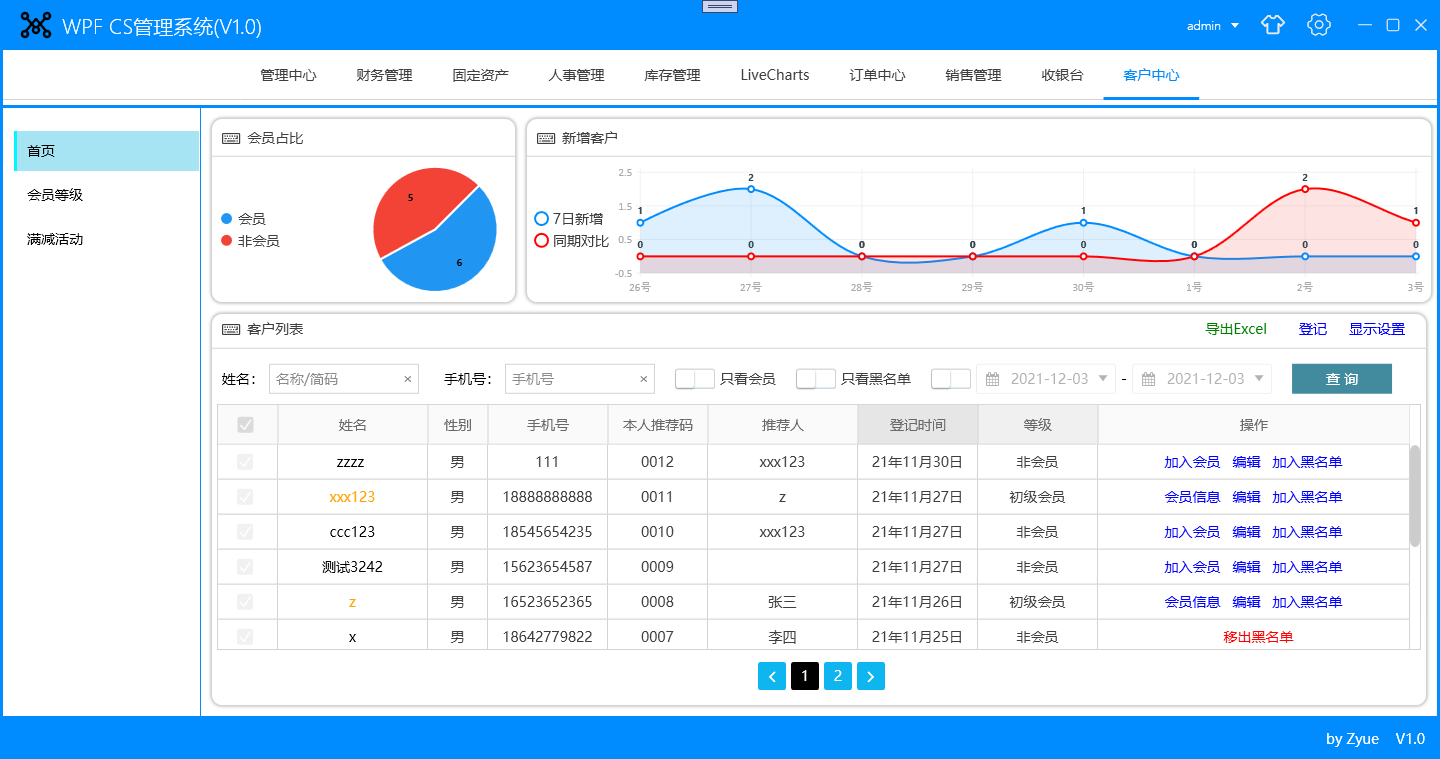 WPF CS管理系统(V1.0)
admin
管理中心 财务管理 固定资产 人事管理 库存管理 LiveCharts 订单中心 销售管理 收银台 客户中心
首页
会员等级
满减活动
会员占比
会员
非会员
5
6
新增客户
7日新增
同期对比
2.5
1.5
0.5
-0.5
1 2 0 0 1 0 0 0
0 0 0 0 0 0 2 1
26号 27号 28号 29号 30号 1号 2号 3号
客户列表 导出Excel 登记 显示设置
姓名： 名称/简码 × 手机号： 手机号 × 只看会员 只看黑名单 2021-12-03 - 2021-12-03 查 询
姓名 性别 手机号 本人推荐码 推荐人 登记时间 等级 操作
zzzz 男 111 0012 xxx123 21年11月30日 非会员 加入会员 编辑 加入黑名单
xxx123 男 18888888888 0011 z 21年11月27日 初级会员 会员信息 编辑 加入黑名单
ccc123 男 18545654235 0010 xxx123 21年11月27日 非会员 加入会员 编辑 加入黑名单
测试3242 男 15623654587 0009 21年11月27日 非会员 加入会员 编辑 加入黑名单
z 男 16523652365 0008 张三 21年11月26日 初级会员 会员信息 编辑 加入黑名单
x 男 18642779822 0007 李四 21年11月25日 非会员 移出黑名单
1 2
by Zyue V1.0